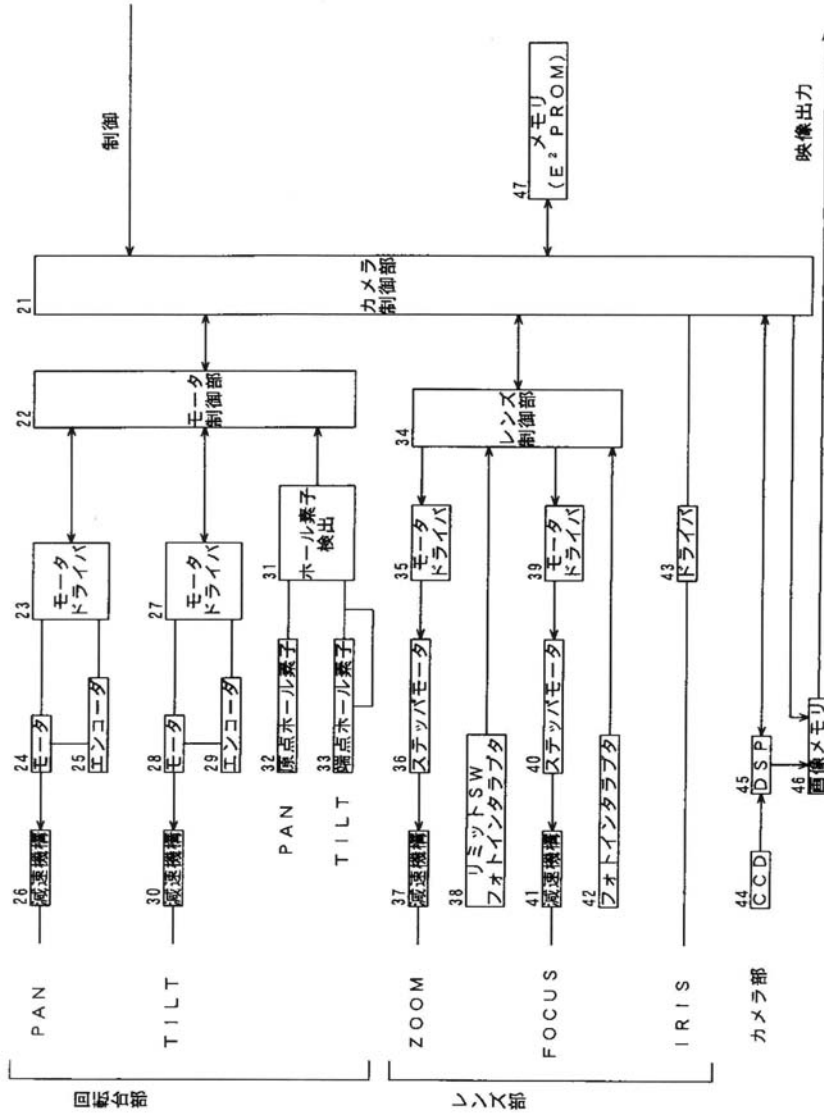 回転台部
PAN
26
減速機構
24
モータ
25
エンコーダ
23
モータ
ドライバ
22
モータ
制御部
21
カメラ
制御部
制御
TILT
30
減速機構
28
モータ
29
エンコーダ
27
モータ
ドライバ
PAN
32
原点ホール素子
TILT
33
端点ホール素子
31
ホール素子
検出
レンズ部
ZOOM
37
減速機構
36
ステッパモータ
35
モータ
ドライバ
34
レンズ
制御部
47
メモリ
(E² PROM)
38
リミットSW
フォトインタラプタ
FOCUS
41
減速機構
40
ステッパモータ
39
モータ
ドライバ
42
フォトインタラプタ
IRIS
43
ドライバ
カメラ部
44
CCD
45
DSP
46
画像メモリ
映像出力